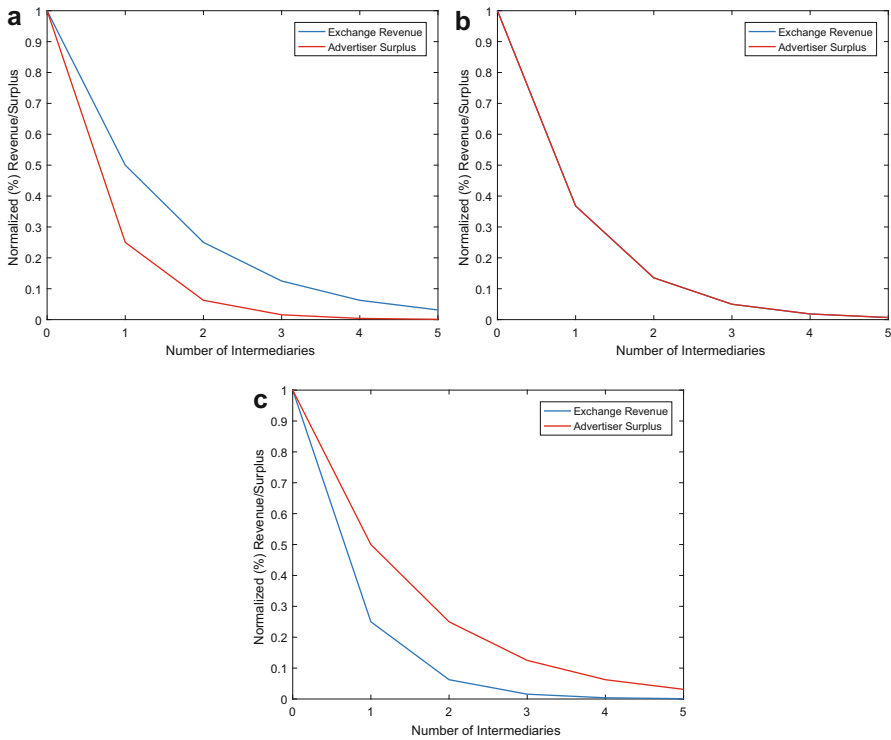 a
1
0.9
0.8
0.7
0.6
0.5
0.4
0.3
0.2
0.1
0
0 1 2 3 4 5
Normalized (%) Revenue/Surplus
Number of Intermediaries
Exchange Revenue
Advertiser Surplus
b
1
0.9
0.8
0.7
0.6
0.5
0.4
0.3
0.2
0.1
0
0 1 2 3 4 5
Normalized (%) Revenue/Surplus
Number of Intermediaries
Exchange Revenue
Advertiser Surplus
c
1
0.9
0.8
0.7
0.6
0.5
0.4
0.3
0.2
0.1
0
0 1 2 3 4 5
Normalized (%) Revenue/Surplus
Number of Intermediaries
Exchange Revenue
Advertiser Surplus